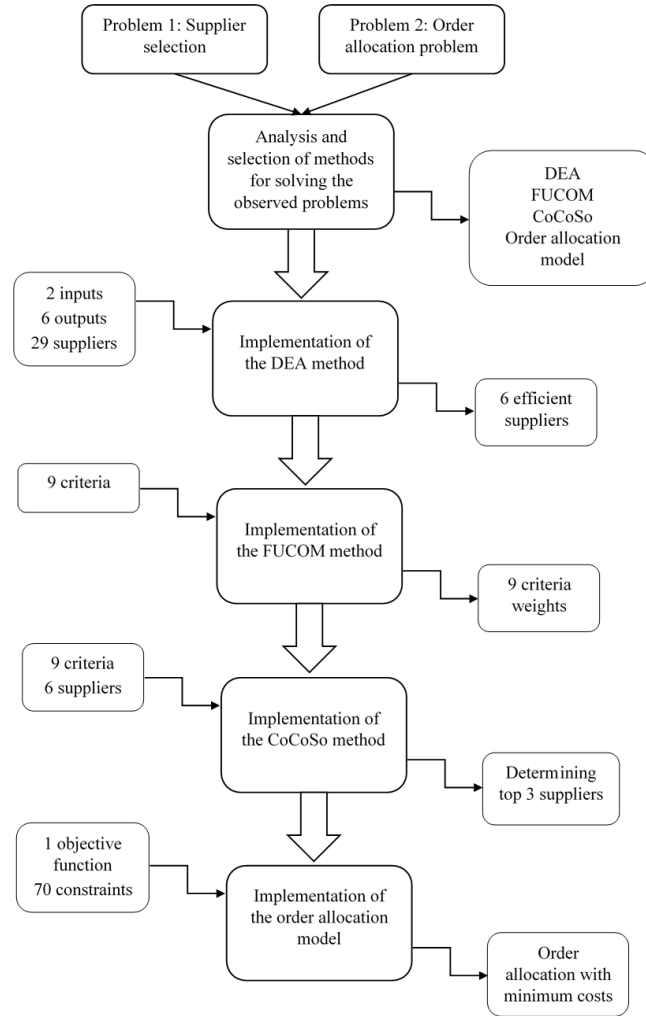 Problem 1: Supplier
selection
Problem 2: Order
allocation problem
Analysis and
selection of methods
for solving the
observed problems
DEA
FUCOM
CoCoSo
Order allocation
model
2 inputs
6 outputs
29 suppliers
Implementation of
the DEA method
6 efficient
suppliers
9 criteria
Implementation of
the FUCOM method
9 criteria
weights
9 criteria
6 suppliers
Implementation of
the CoCoSo method
Determining
top 3 suppliers
1 objective
function
70 constraints
Implementation of
the order allocation
model
Order
allocation with
minimum costs